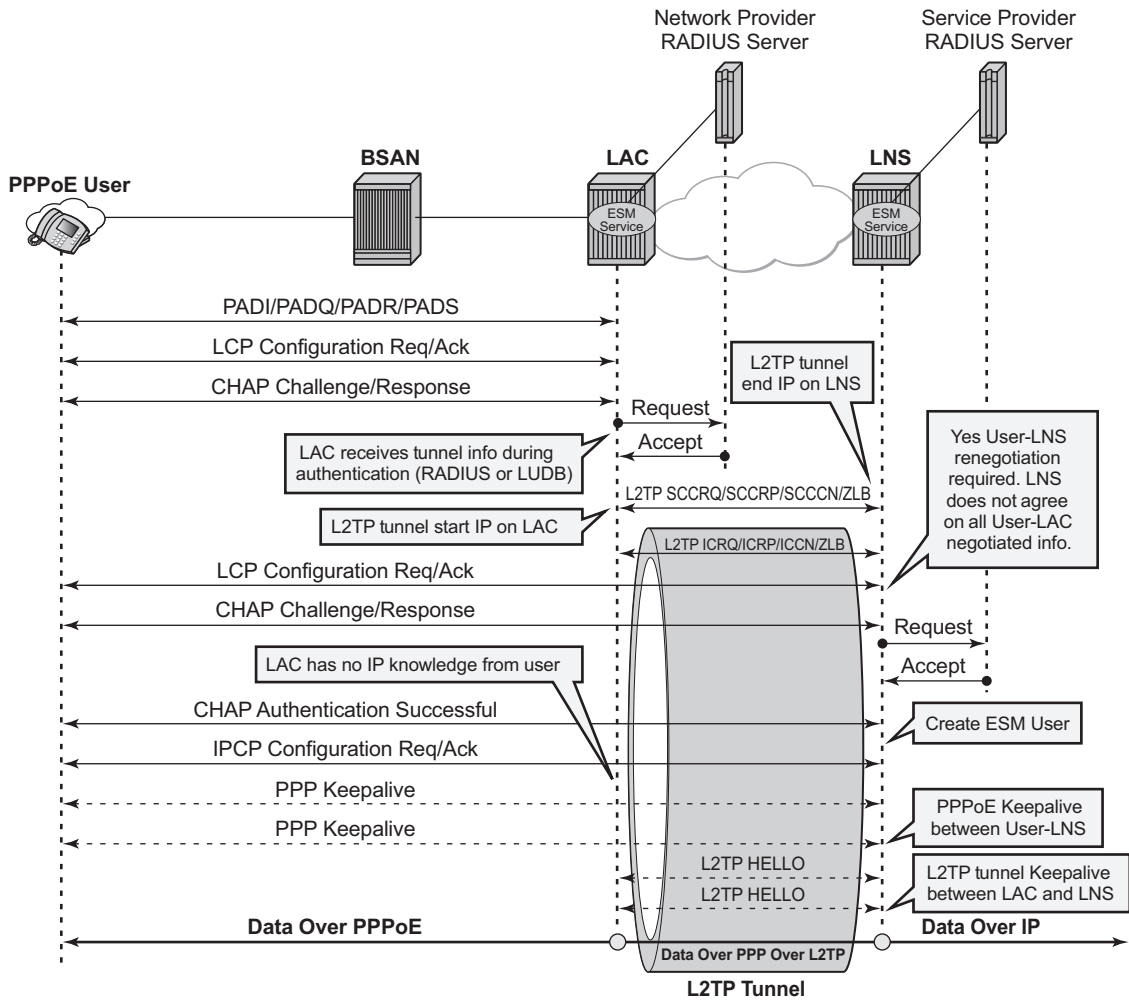 Network Provider
RADIUS Server
Service Provider
RADIUS Server
BSAN
LAC
LNS
PPPoE User
ESM
Service
ESM
Service
PADI/PADQ/PADR/PADS
LCP Configuration Req/Ack
L2TP tunnel
end IP on LNS
CHAP Challenge/Response
Request
Accept
LAC receives tunnel info during
authentication (RADIUS or LUDB)
Yes User-LNS
renegotiation
required. LNS
does not agree
on all User-LAC
negotiated info.
L2TP SCCRQ/SCCRP/SCCCN/ZLB
L2TP tunnel start IP on LAC
L2TP ICRQ/ICRP/ICCN/ZLB
LCP Configuration Req/Ack
CHAP Challenge/Response
Request
Accept
LAC has no IP knowledge from user
CHAP Authentication Successful
Create ESM User
IPCP Configuration Req/Ack
PPP Keepalive
PPP Keepalive
PPPoE Keepalive
between User-LNS
L2TP HELLO
L2TP HELLO
L2TP tunnel Keepalive
between LAC and LNS
Data Over PPPoE
Data Over IP
Data Over PPP Over L2TP
L2TP Tunnel